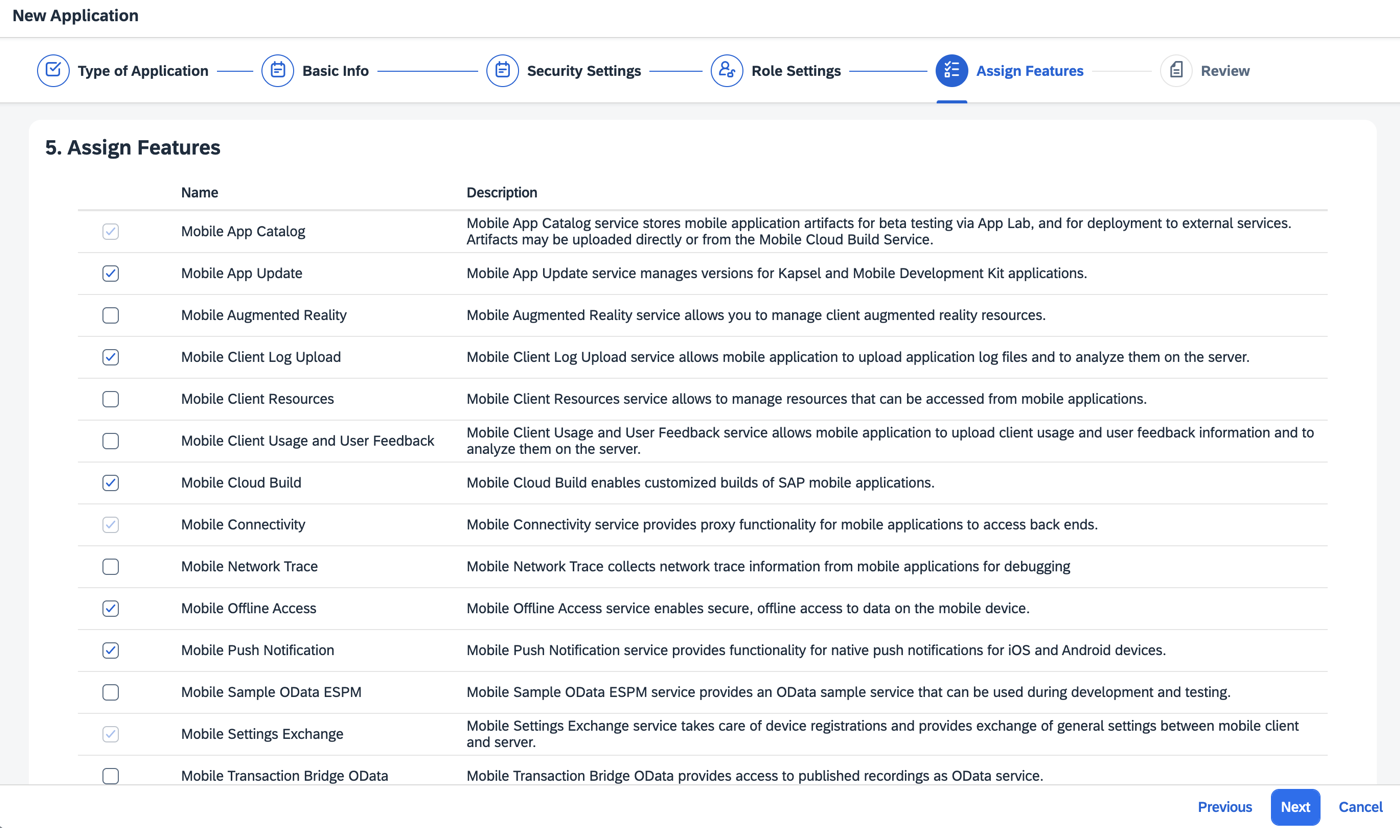 New Application
Type of Application
Basic Info
Security Settings
Role Settings
Assign Features
Review
5. Assign Features
Name Description
Mobile App Catalog Mobile App Catalog service stores mobile application artifacts for beta testing via App Lab, and for deployment to external services.
Artifacts may be uploaded directly or from the Mobile Cloud Build Service.
Mobile App Update Mobile App Update service manages versions for Kapsel and Mobile Development Kit applications.
Mobile Augmented Reality Mobile Augmented Reality service allows you to manage client augmented reality resources.
Mobile Client Log Upload Mobile Client Log Upload service allows mobile application to upload application log files and to analyze them on the server.
Mobile Client Resources Mobile Client Resources service allows to manage resources that can be accessed from mobile applications.
Mobile Client Usage and User Feedback Mobile Client Usage and User Feedback service allows mobile application to upload client usage and user feedback information and to
analyze them on the server.
Mobile Cloud Build Mobile Cloud Build enables customized builds of SAP mobile applications.
Mobile Connectivity Mobile Connectivity service provides proxy functionality for mobile applications to access back ends.
Mobile Network Trace Mobile Network Trace collects network trace information from mobile applications for debugging
Mobile Offline Access Mobile Offline Access service enables secure, offline access to data on the mobile device.
Mobile Push Notification Mobile Push Notification service provides functionality for native push notifications for iOS and Android devices.
Mobile Sample OData ESPM Mobile Sample OData ESPM service provides an OData sample service that can be used during development and testing.
Mobile Settings Exchange Mobile Settings Exchange service takes care of device registrations and provides exchange of general settings between mobile client
and server.
Mobile Transaction Bridge OData Mobile Transaction Bridge OData provides access to published recordings as OData service.
Previous Next Cancel